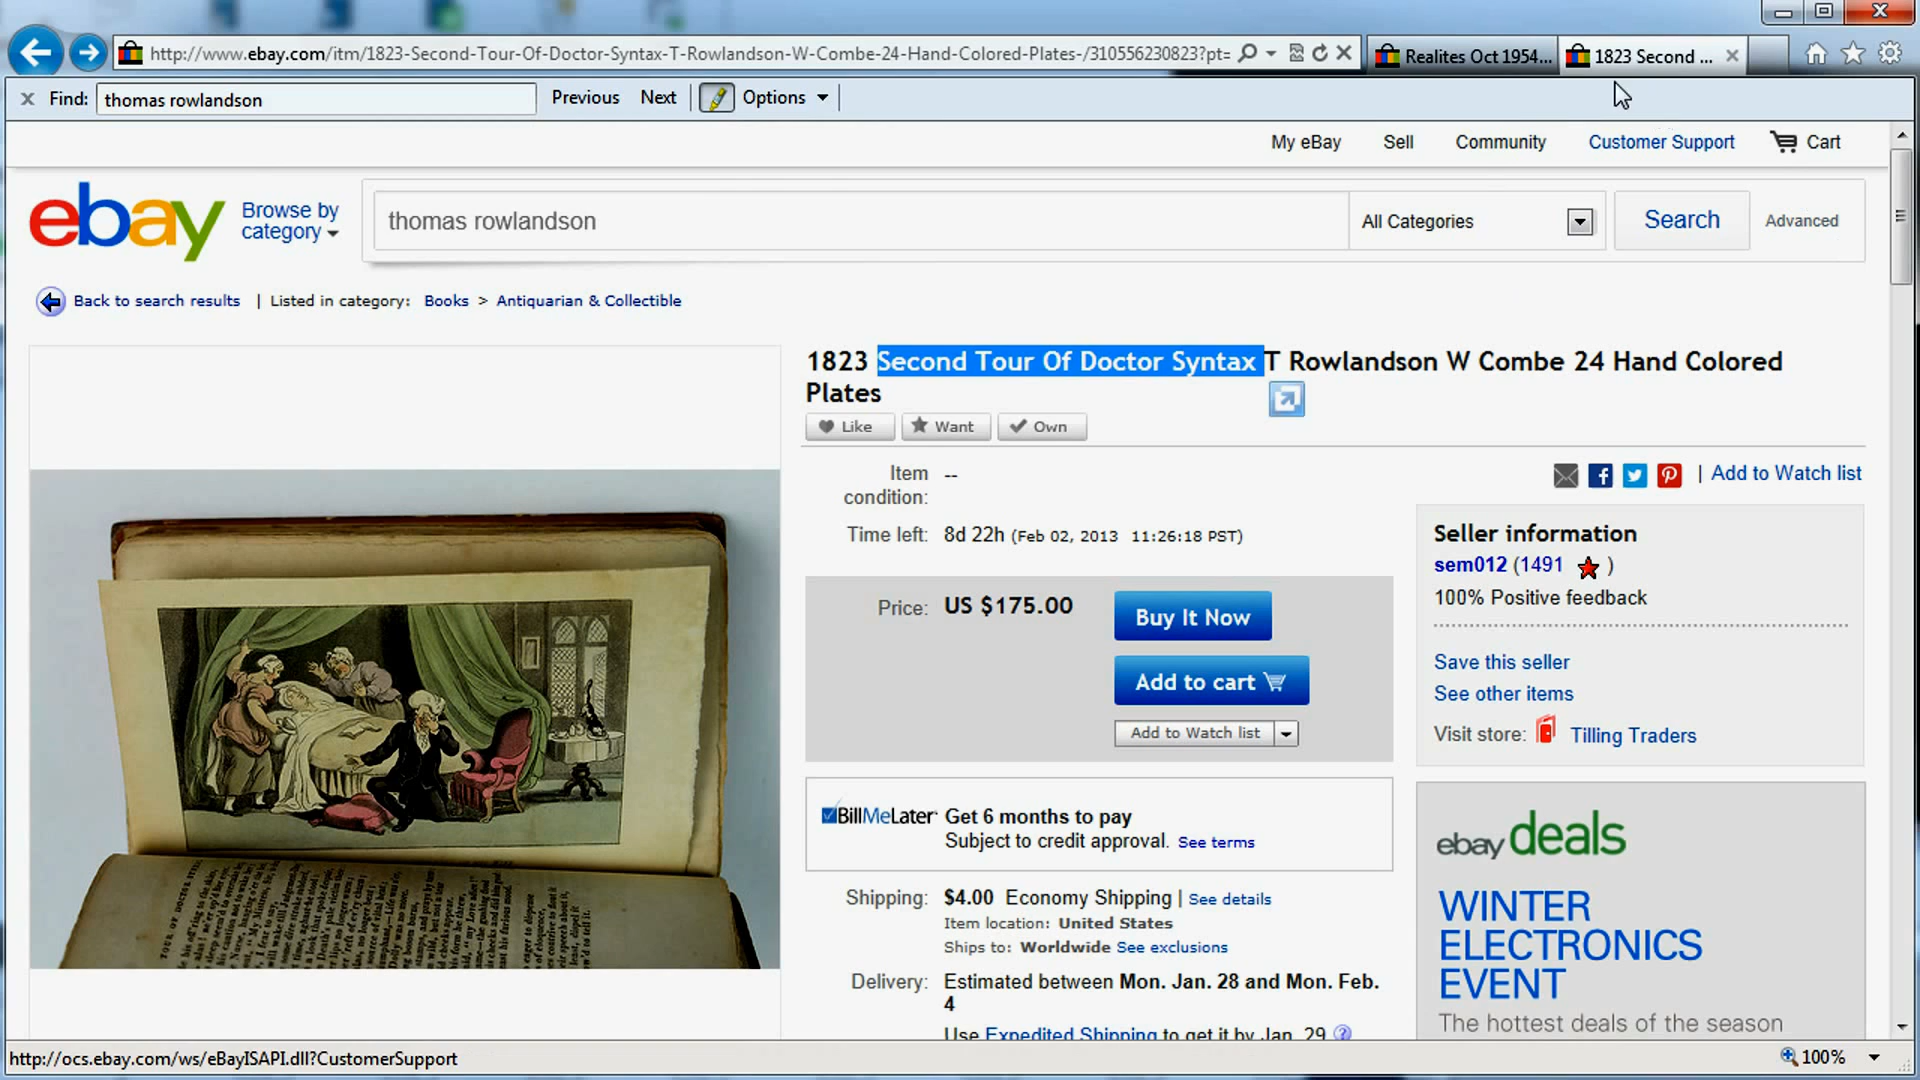 http://www.ebay.com/itm/1823-Second-Tour-Of-Doctor-Syntax-T-Rowlandson-W-Combe-24-Hand-Colored-Plates-/310556230823?pt=
Realites Oct 1954...
1823 Second ...
Find: thomas rowlandson Previous Next Options
My eBay Sell Community Customer Support Cart
ebay
Browse by
category
thomas rowlandson All Categories Search Advanced
Back to search results | Listed in category: Books > Antiquarian & Collectible
1823 Second Tour Of Doctor Syntax T Rowlandson W Combe 24 Hand Colored
Plates
Like Want Own
Item
condition: --
Time left: 8d 22h (Feb 02, 2013 11:26:18 PST)
Price: US $175.00
Buy It Now
Add to cart
Add to Watch list
BillMeLater Get 6 months to pay
Subject to credit approval. See terms
Shipping: $4.00 Economy Shipping | See details
Item location: United States
Ships to: Worldwide See exclusions
Delivery: Estimated between Mon. Jan. 28 and Mon. Feb.
4
Use Expedited Shipping to get it by Jan. 29
| Add to Watch list
Seller information
sem012 (1491 )
100% Positive feedback
Save this seller
See other items
Visit store: Tilling Traders
ebay deals
WINTER
ELECTRONICS
EVENT
The hottest deals of the season
http://ocs.ebay.com/ws/eBayISAPI.dll?CustomerSupport
100%